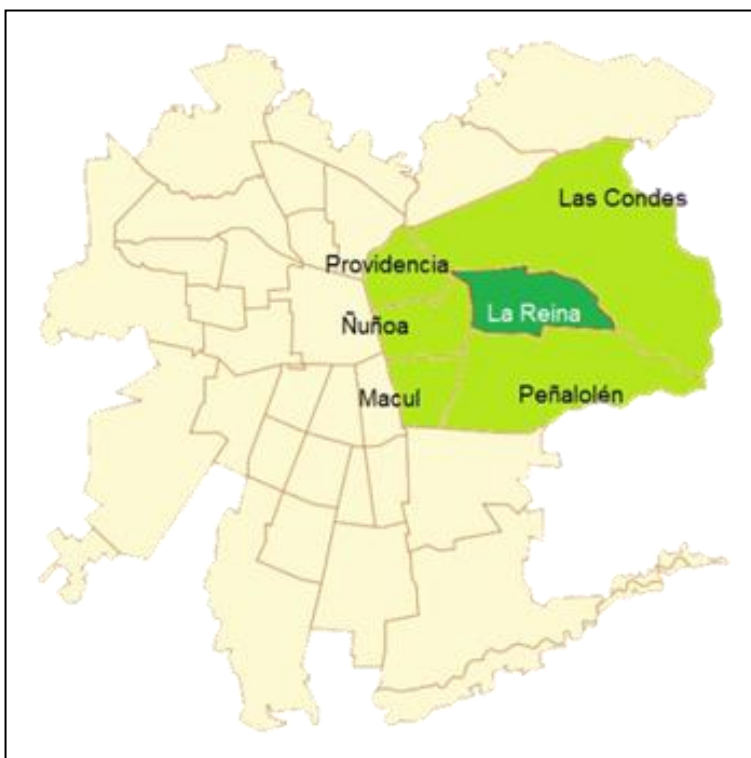 Las Condes
Providencia
La Reina
Ñuñoa
Macul
Peñalolén